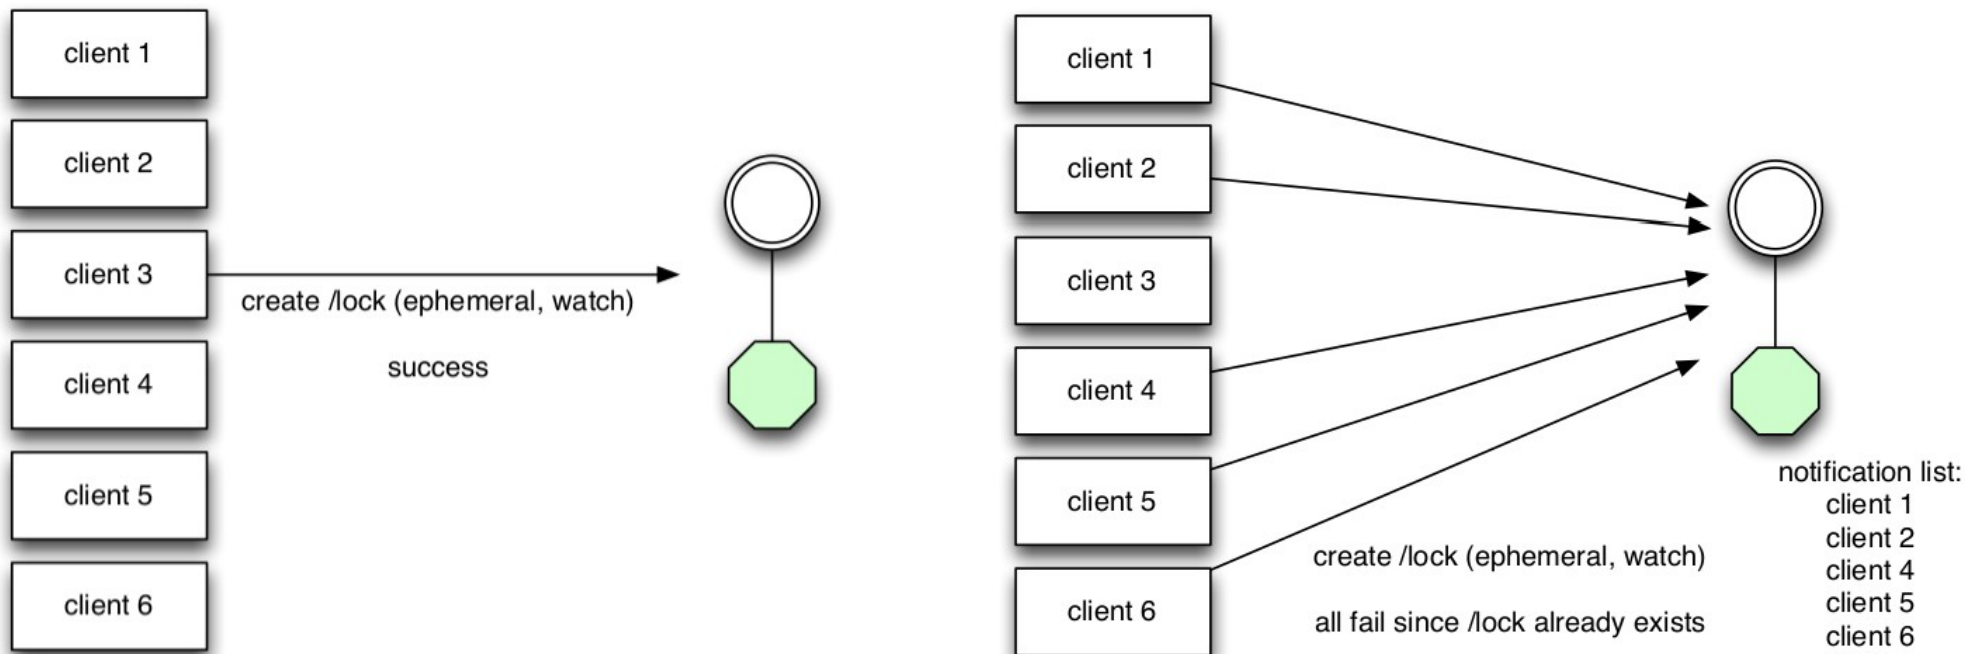 client 1
client 2
client 3
create /lock (ephemeral, watch)
success
client 4
client 5
client 6
client 1
client 2
client 3
client 4
client 5
client 6
create /lock (ephemeral, watch)
all fail since /lock already exists
notification list:
client 1
client 2
client 4
client 5
client 6